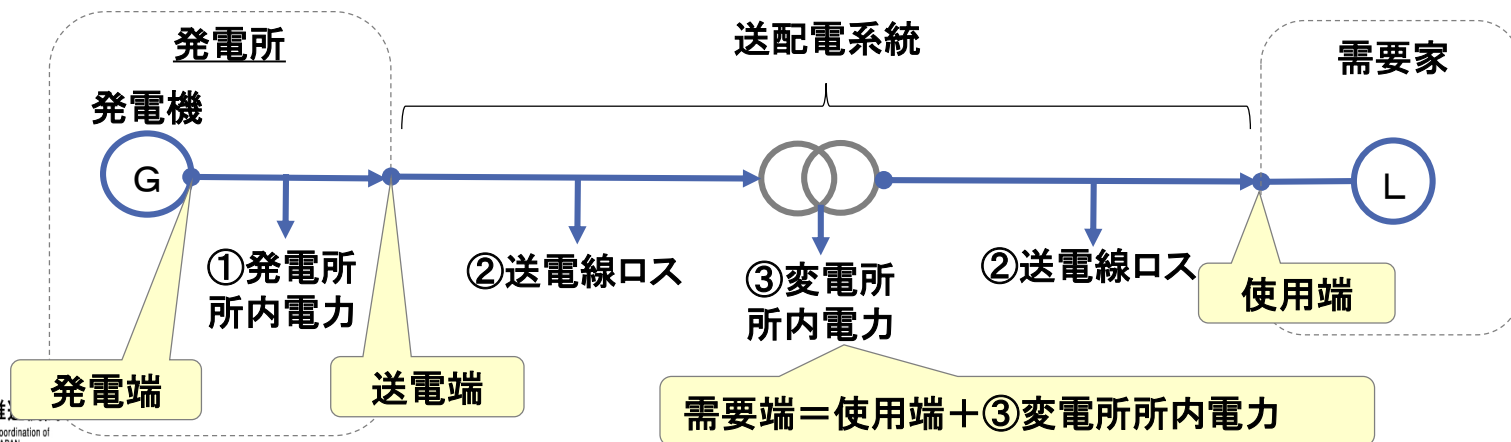 発電所
送配電系統
需要家
発電機
G
L
①発電所
所内電力
②送電線ロス
③変電所
所内電力
②送電線ロス
使用端
発電端
送電端
需要端＝使用端＋③変電所所内電力
oordination of